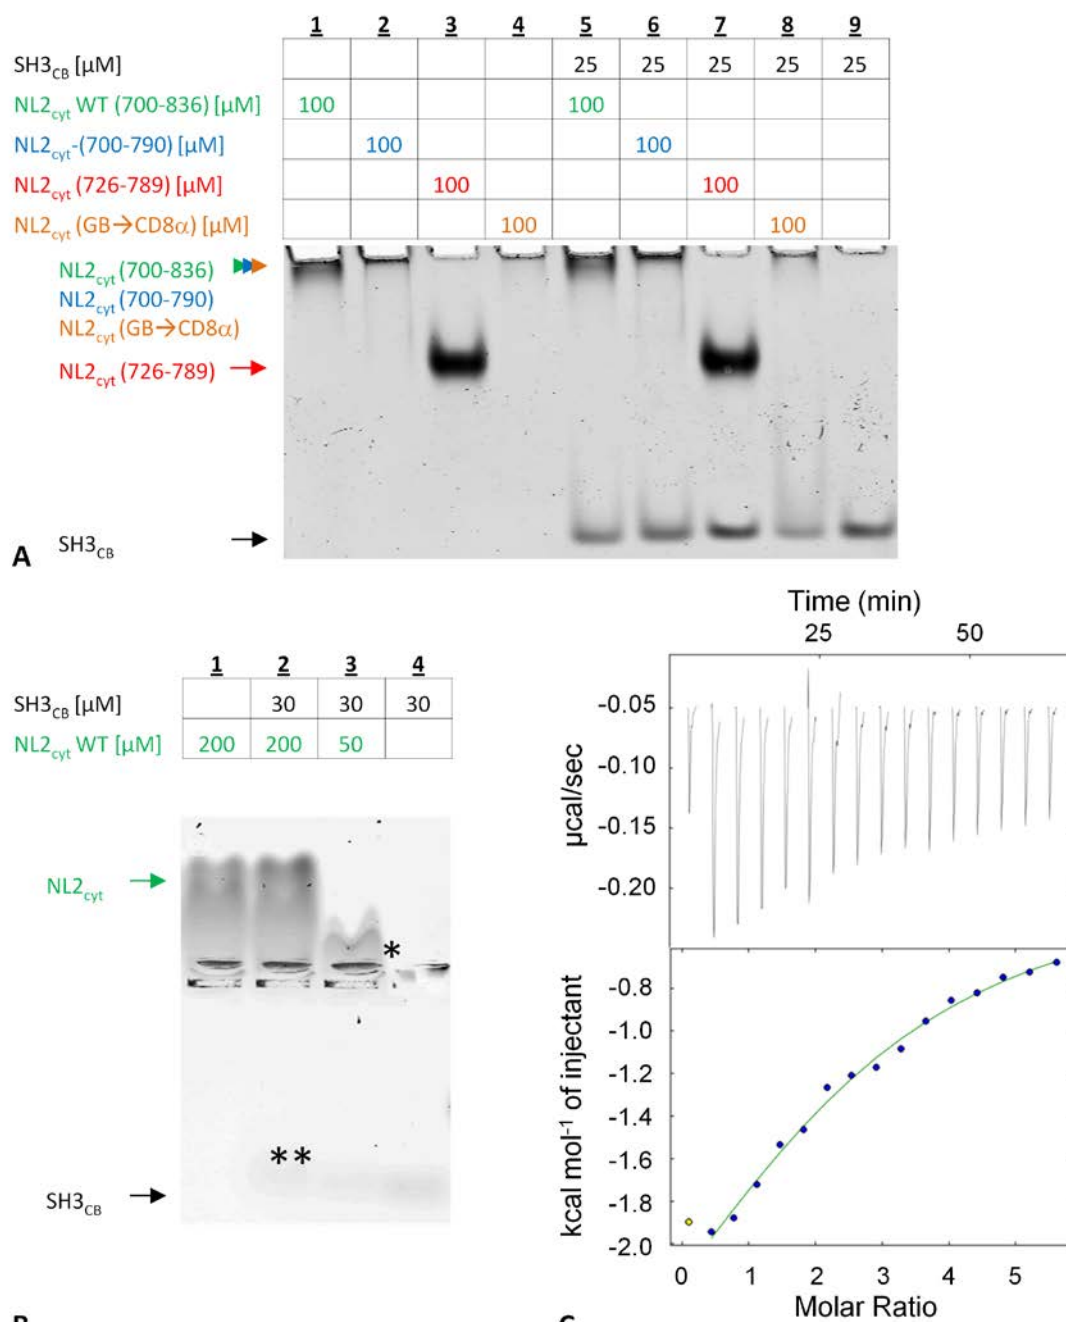 1 2 3 4 5 6 7 8 9
SH3CB [µM] 25 25 25 25 25
NL2cyt WT (700-836) [µM] 100 100
NL2cyt-(700-790) [µM] 100 100
NL2cyt (726-789) [µM] 100 100
NL2cyt (GB→CD8α) [µM] 100 100
NL2cyt (700-836)
NL2cyt (700-790)
NL2cyt (GB→CD8α)
NL2cyt (726-789)
SH3CB
A
1 2 3 4
SH3CB [µM] 30 30 30
NL2cyt WT [µM] 200 200 50
NL2cyt
*
**
SH3CB
Time (min)
25 50
-0.05
-0.10
-0.15
-0.20
µcal/sec
-0.8
-1.0
-1.2
-1.4
-1.6
-1.8
-2.0
kcal mol-1 of injectant
0 1 2 3 4 5
Molar Ratio